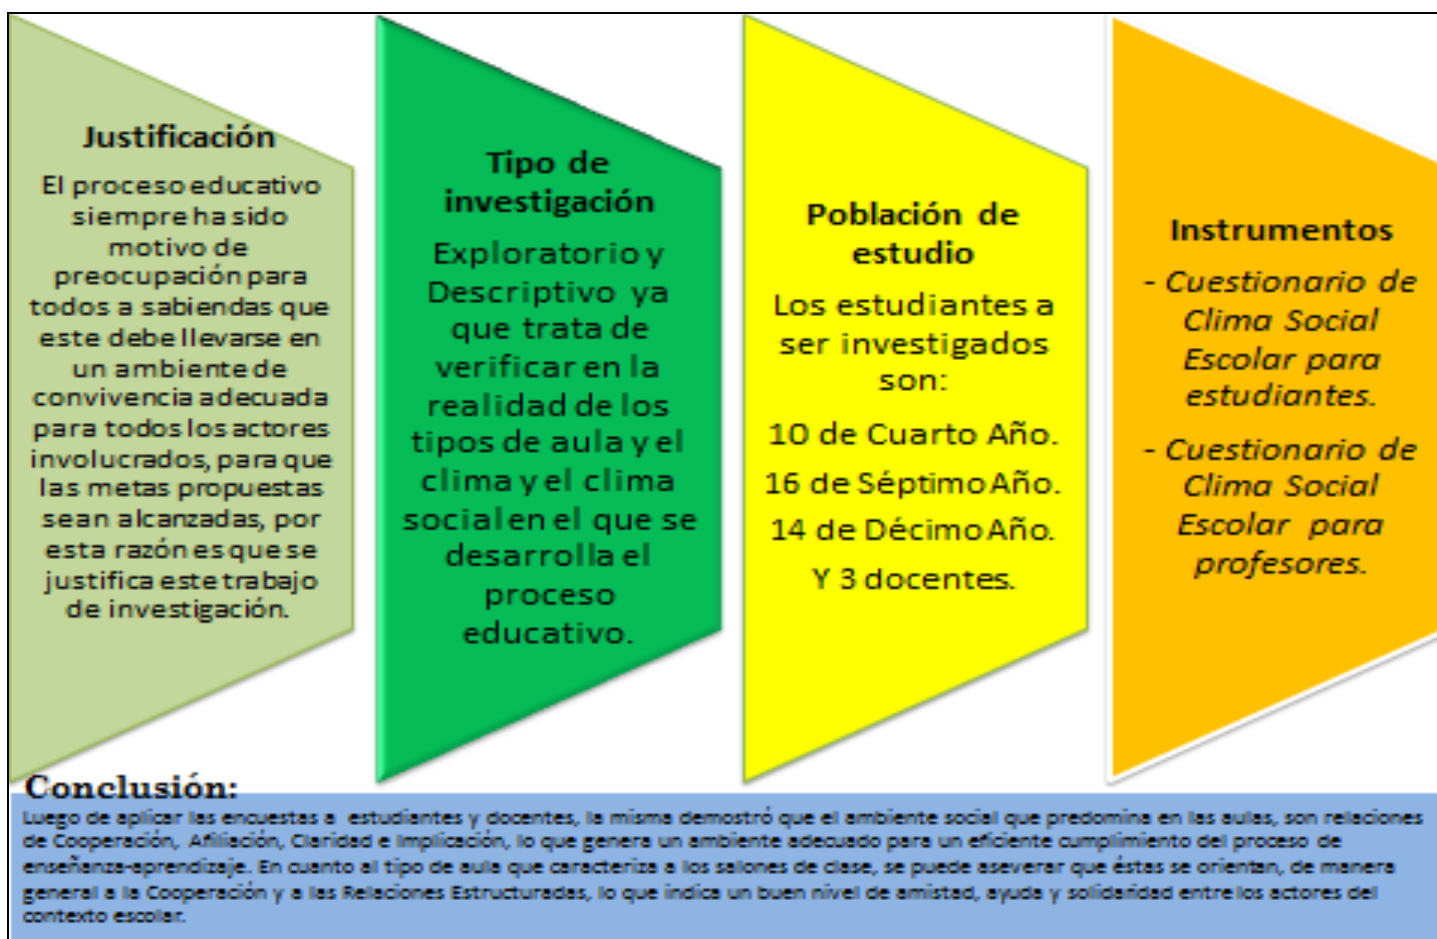 Justificación
El proceso educativo
siempre ha sido
motivo de
preocupación para
todos a sabiendas que
este debe llevarse en
un ambiente de
convivencia adecuada
para todos los actores
involucrados, para que
las metas propuestas
sean alcanzadas, por
esta razón es que se
justifica este trabajo
de investigación.
Tipo de
investigación
Exploratorio y
Descriptivo ya
que trata de
verificar en la
realidad de los
tipos de aula y el
clima y el clima
social en el que se
desarrolla el
proceso
educativo.
Población de
estudio
Los estudiantes a
ser investigados
son:
10 de Cuarto Año.
16 de Séptimo Año.
14 de Décimo Año.
Y 3 docentes.
Instrumentos
- Cuestionario de
Clima Social
Escolar para
estudiantes.
- Cuestionario de
Clima Social
Escolar para
profesores.
Conclusión:
Luego de aplicar las encuestas a estudiantes y docentes, la misma demostró que el ambiente social que predomina en las aulas, son relaciones
de Cooperación, Afiliación, Claridad e Implicación, lo que genera un ambiente adecuado para un eficiente cumplimiento del proceso de
enseñanza-aprendizaje. En cuanto al tipo de aula que caracteriza a los salones de clase, se puede aseverar que éstas se orientan, de manera
general a la Cooperación y a las Relaciones Estructuradas, lo que indica un buen nivel de amistad, ayuda y solidaridad entre los actores del
contexto escolar.